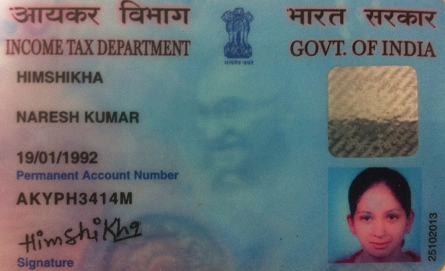 आयकर विभाग
भारत सरकार
INCOME TAX DEPARTMENT
GOVT. OF INDIA
HIMSHIKHA
NARESH KUMAR
19/01/1992
Permanent Account Number
AKYPH3414M
HimshiKha
Signature
25102013